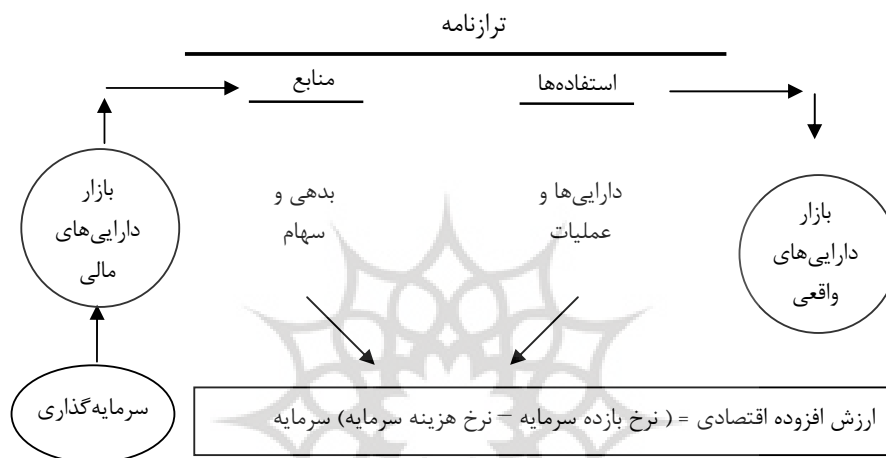 ترازنامه
استفاده‌ها
منابع
بازار
دارایی‌های
مالی
بدهی و
سهام
دارایی‌ها و
عملیات
بازار
دارایی‌های
واقعی
سرمایه‌گذاری
ارزش افزوده اقتصادی = ( نرخ بازده سرمایه – نرخ هزینه سرمایه) سرمایه